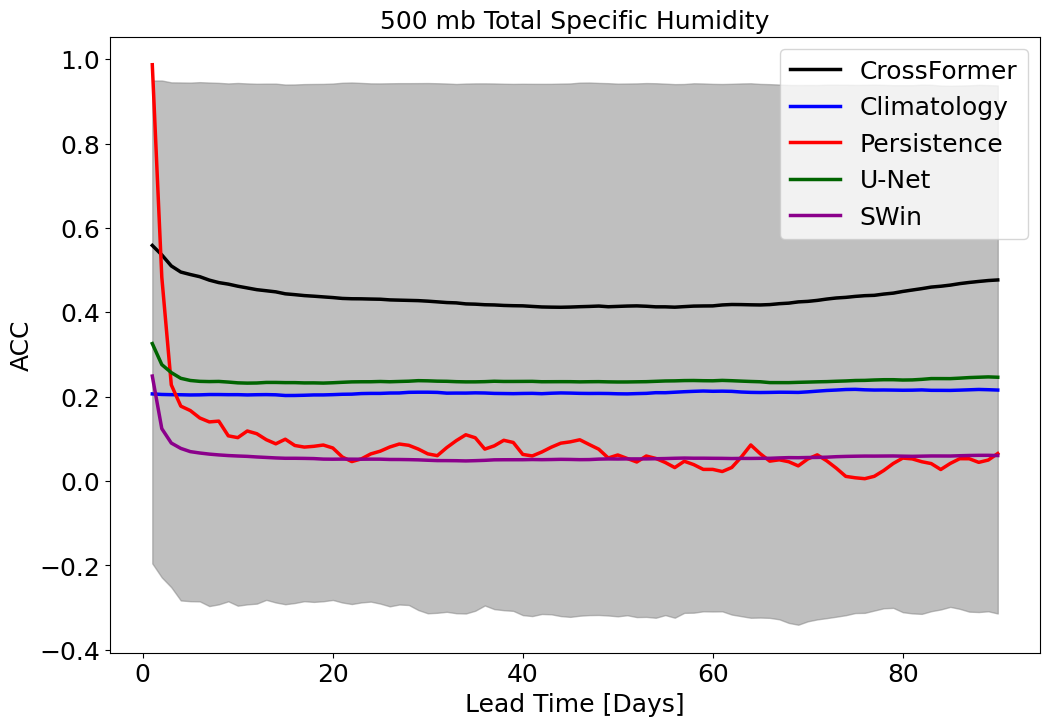 500 mb Total Specific Humidity
1.0
0.8
0.6
0.4
0.2
0.0
−0.2
−0.4
ACC
CrossFormer
Climatology
Persistence
U-Net
SWin
0 20 40 60 80
Lead Time [Days]